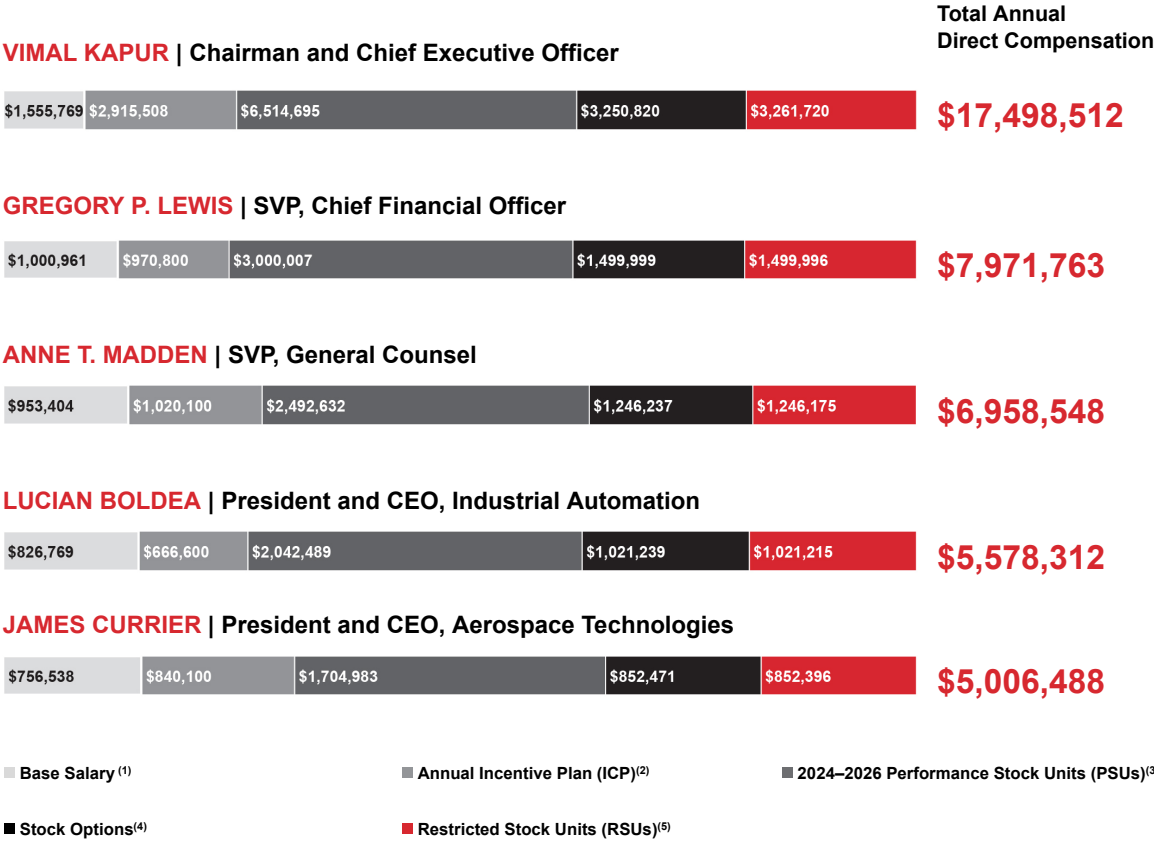 Total Annual
Direct Compensation
VIMAL KAPUR | Chairman and Chief Executive Officer
$1,555,769 $2,915,508 $6,514,695 $3,250,820 $3,261,720 $17,498,512
GREGORY P. LEWIS | SVP, Chief Financial Officer
$1,000,961 $970,800 $3,000,007 $1,499,999 $1,499,996 $7,971,763
ANNE T. MADDEN | SVP, General Counsel
$953,404 $1,020,100 $2,492,632 $1,246,237 $1,246,175 $6,958,548
LUCIAN BOLDEA | President and CEO, Industrial Automation
$826,769 $666,600 $2,042,489 $1,021,239 $1,021,215 $5,578,312
JAMES CURRIER | President and CEO, Aerospace Technologies
$756,538 $840,100 $1,704,983 $852,471 $852,396 $5,006,488
Base Salary (1) Annual Incentive Plan (ICP)(2) 2024–2026 Performance Stock Units (PSUs)(3
Stock Options(4) Restricted Stock Units (RSUs)(5)